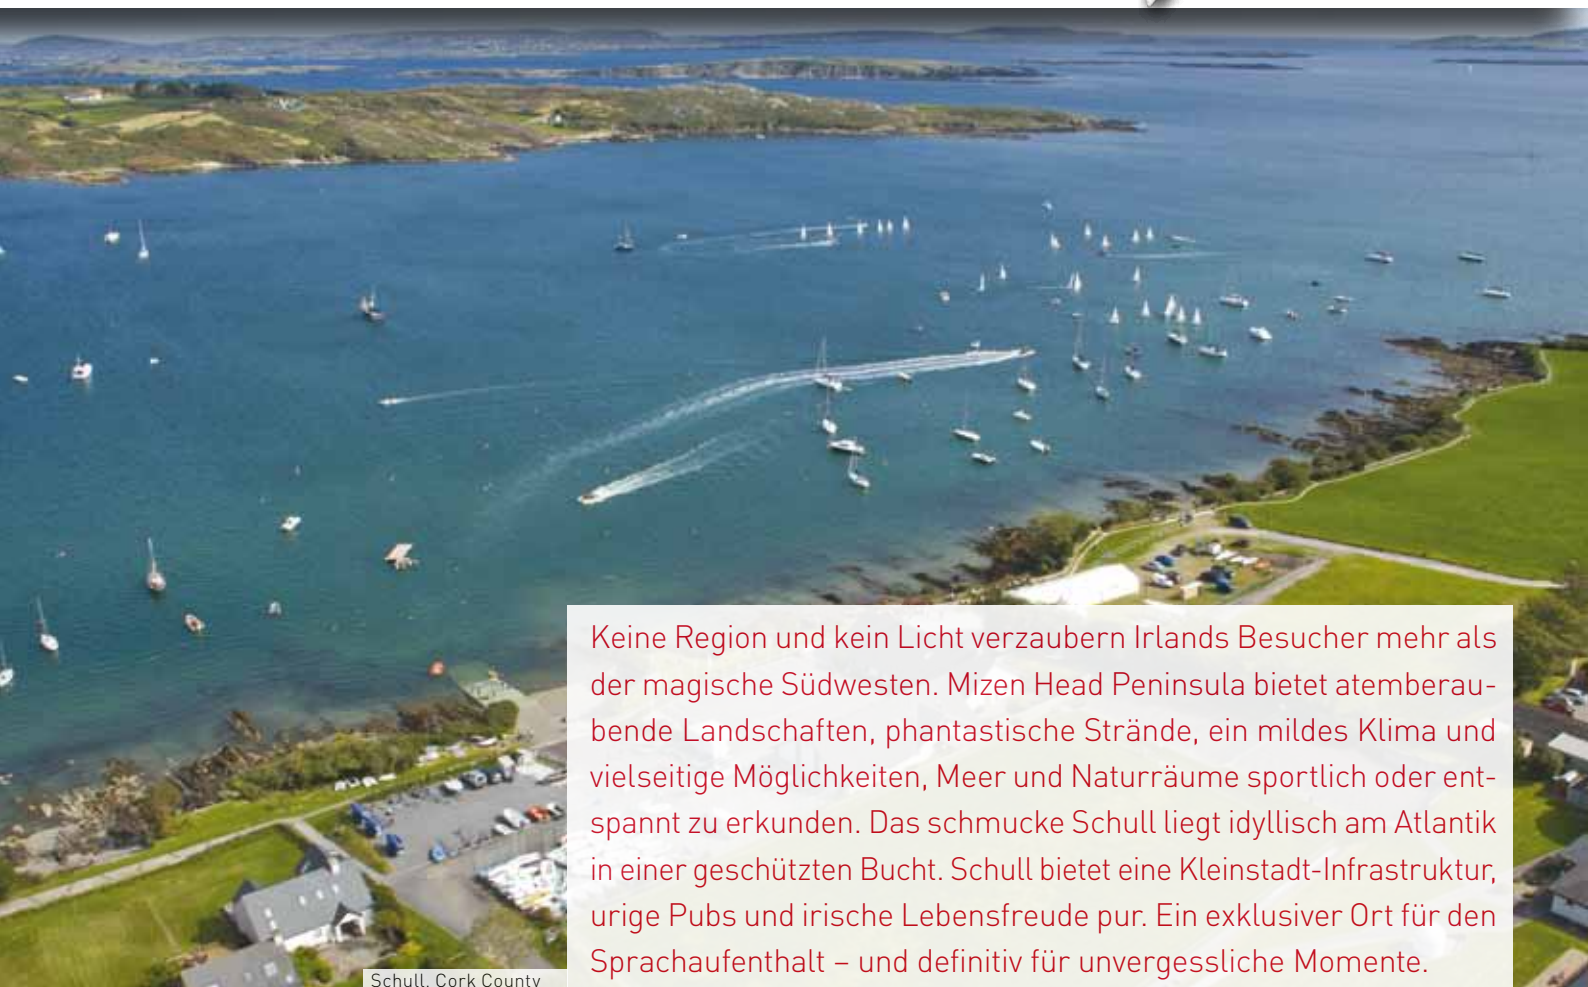 Keine Region und kein Licht verzaubern Irlands Besucher mehr als
der magische Südwesten. Mizen Head Peninsula bietet atemberau-
bende Landschaften, phantastische Strände, ein mildes Klima und
vielseitige Möglichkeiten, Meer und Naturräume sportlich oder ent-
spannt zu erkunden. Das schmucke Schull liegt idyllisch am Atlantik
in einer geschützten Bucht. Schull bietet eine Kleinstadt-Infrastruktur,
urige Pubs und irische Lebensfreude pur. Ein exklusiver Ort für den
Sprachaufenthalt – und definitiv für unvergessliche Momente.
Schull, Cork County